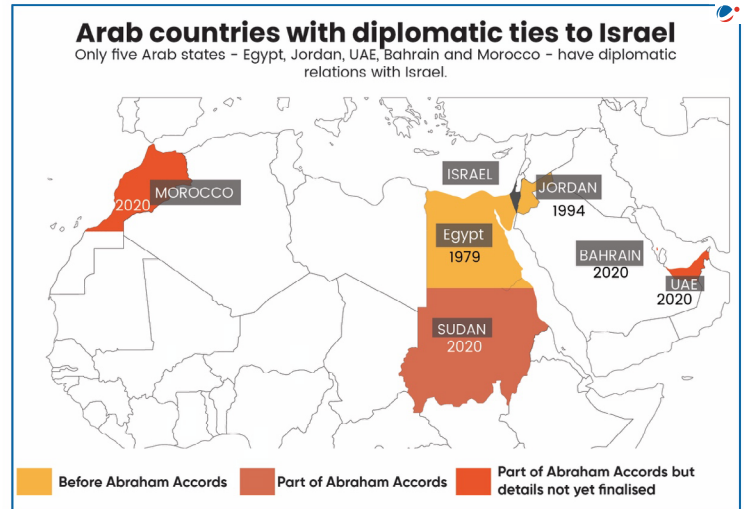 Arab countries with diplomatic ties to Israel
Only five Arab states - Egypt, Jordan, UAE, Bahrain and Morocco - have diplomatic
relations with Israel.
ISRAEL
MOROCCO
2020
JORDAN
1994
Egypt
1979
BAHRAIN
2020
UAE
2020
SUDAN
2020
Before Abraham Accords
Part of Abraham Accords
Part of Abraham Accords but
details not yet finalised